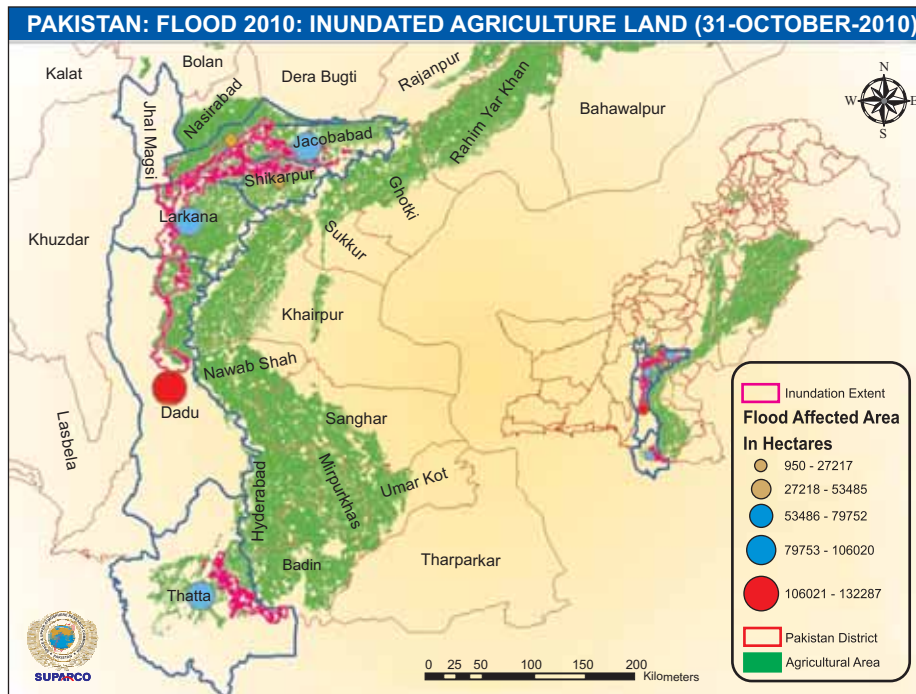 PAKISTAN: FLOOD 2010: INUNDATED AGRICULTURE LAND (31-OCTOBER-2010)
Kalat
Bolan
Dera Bugti
Rajanpur
Rahim Yar Khan
Bahawalpur
N
W
E
S
Jhal Magsi
Nasirabad
Jacobabad
Shikarpur
Larkana
Ghotki
Sukkur
Khuzdar
Khairpur
Nawab Shah
Dadu
Sanghar
Lasbela
Hyderabad
Mirpurkhas
Umar Kot
Badin
Tharparkar
Thatta
Inundation Extent
Flood Affected Area
In Hectares
950 - 27217
27218 - 53485
53486 - 79752
79753 - 106020
106021 - 132287
Pakistan District
Agricultural Area
SUPARCO
0 25 50 100 150 200
Kilometers